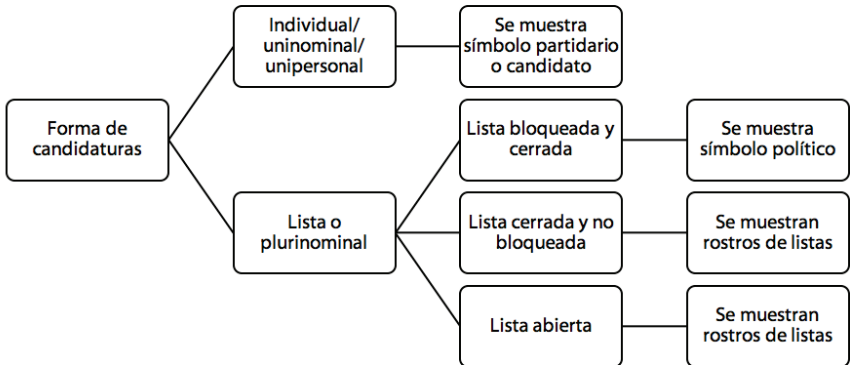 Forma de
candidaturas
Individual/
uninominal/
unipersonal
Se muestra
símbolo partidario
o candidato
Lista o
plurinominal
Lista bloqueada y
cerrada
Se muestra
símbolo político
Lista cerrada y no
bloqueada
Se muestran
rostros de listas
Lista abierta
Se muestran
rostros de listas